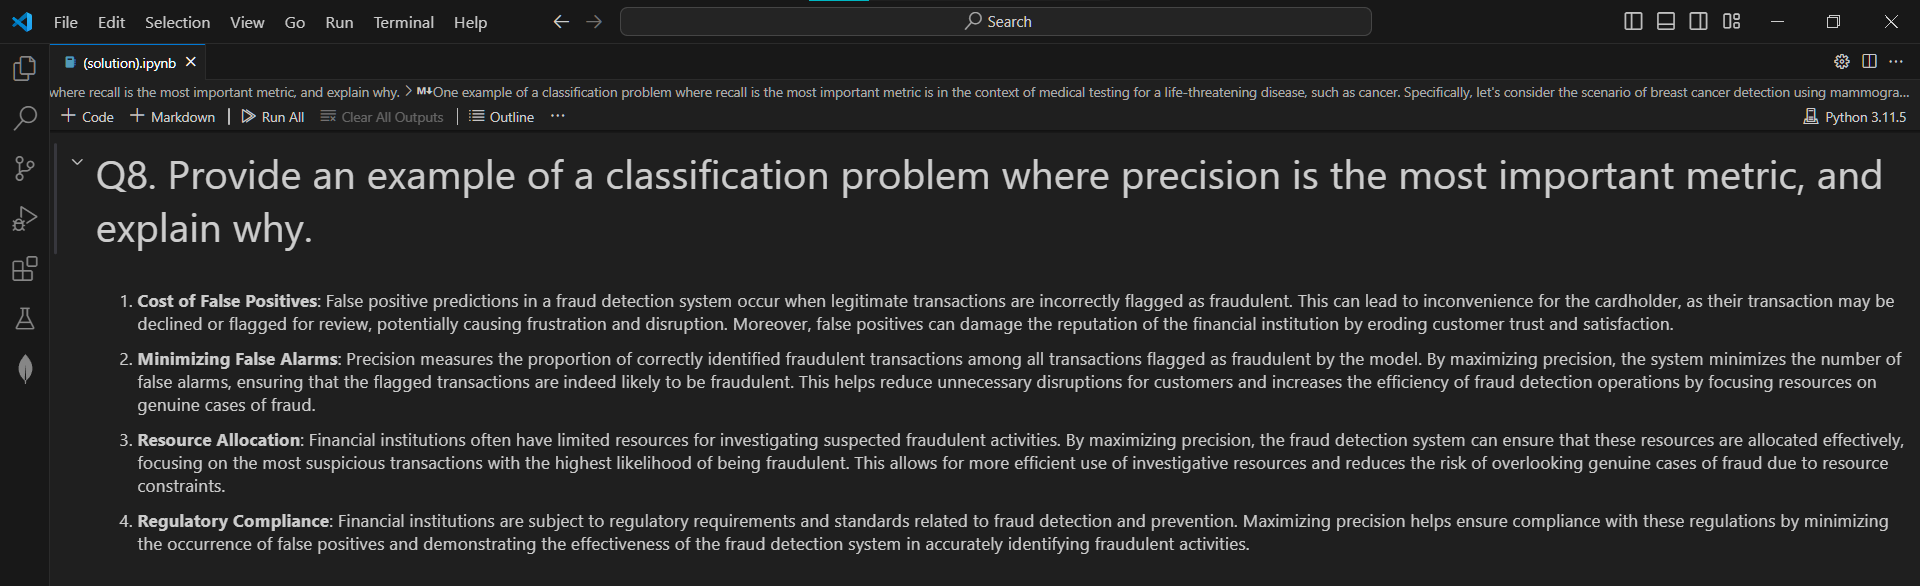 File Edit Selection View Go Run Terminal Help Search
(solution).ipynb
where recall is the most important metric, and explain why. > M↓One example of a classification problem where recall is the most important metric is in the context of medical testing for a life-threatening disease, such as cancer. Specifically, let's consider the scenario of breast cancer detection using mammogra...
+ Code + Markdown | Run All Clear All Outputs | Outline ... Python 3.11.5
Q8. Provide an example of a classification problem where precision is the most important metric, and
explain why.
1. Cost of False Positives: False positive predictions in a fraud detection system occur when legitimate transactions are incorrectly flagged as fraudulent. This can lead to inconvenience for the cardholder, as their transaction may be
declined or flagged for review, potentially causing frustration and disruption. Moreover, false positives can damage the reputation of the financial institution by eroding customer trust and satisfaction.
2. Minimizing False Alarms: Precision measures the proportion of correctly identified fraudulent transactions among all transactions flagged as fraudulent by the model. By maximizing precision, the system minimizes the number of
false alarms, ensuring that the flagged transactions are indeed likely to be fraudulent. This helps reduce unnecessary disruptions for customers and increases the efficiency of fraud detection operations by focusing resources on
genuine cases of fraud.
3. Resource Allocation: Financial institutions often have limited resources for investigating suspected fraudulent activities. By maximizing precision, the fraud detection system can ensure that these resources are allocated effectively,
focusing on the most suspicious transactions with the highest likelihood of being fraudulent. This allows for more efficient use of investigative resources and reduces the risk of overlooking genuine cases of fraud due to resource
constraints.
4. Regulatory Compliance: Financial institutions are subject to regulatory requirements and standards related to fraud detection and prevention. Maximizing precision helps ensure compliance with these regulations by minimizing
the occurrence of false positives and demonstrating the effectiveness of the fraud detection system in accurately identifying fraudulent activities.